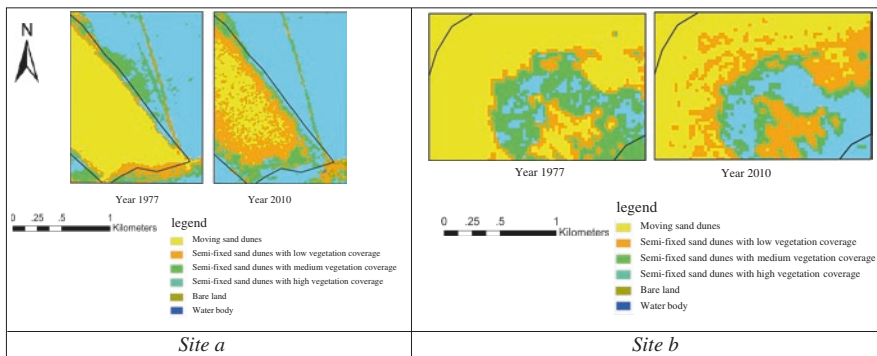 N
Year 1977
Year 2010
0 .25 .5 1
Kilometers
legend
Moving sand dunes
Semi-fixed sand dunes with low vegetation coverage
Semi-fixed sand dunes with medium vegetation coverage
Semi-fixed sand dunes with high vegetation coverage
Bare land
Water body
Site a
Year 1977
Year 2010
legend
0 .25 .5 1
Kilometers
Moving sand dunes
Semi-fixed sand dunes with low vegetation coverage
Semi-fixed sand dunes with medium vegetation coverage
Semi-fixed sand dunes with high vegetation coverage
Bare land
Water body
Site b